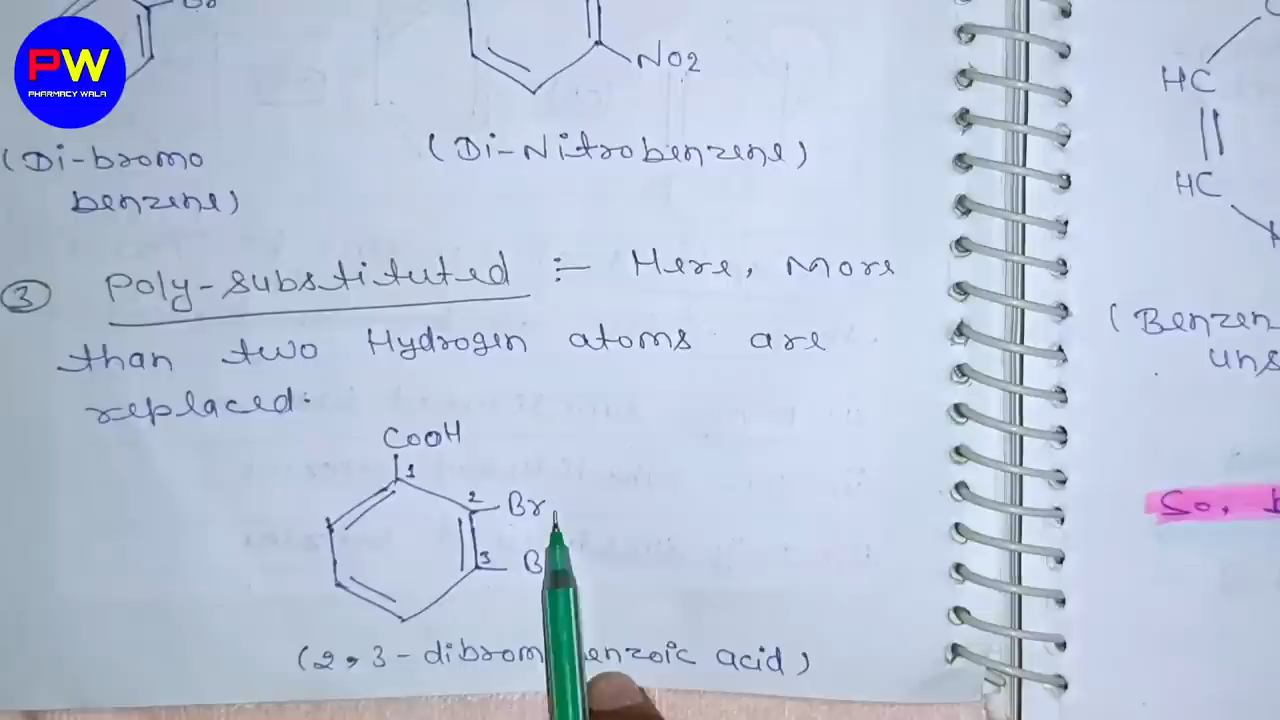 PW
PHARMACY WALA
NO2
(Di-bromo
benzene)
(Di-Nitrobenzene)
③ Poly-substituted :- Here, More
than two Hydrogen atoms are
replaced.
COOH
1
2 Br
3 B
(2,3-dibrom enzoic acid)
HC
HC
(Benzen
uns
So,